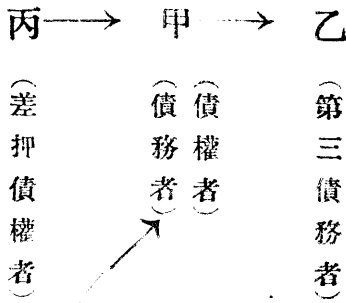 丙 甲 乙
（差押債權者）
（債務者）
（債權者）
（第三債務者）